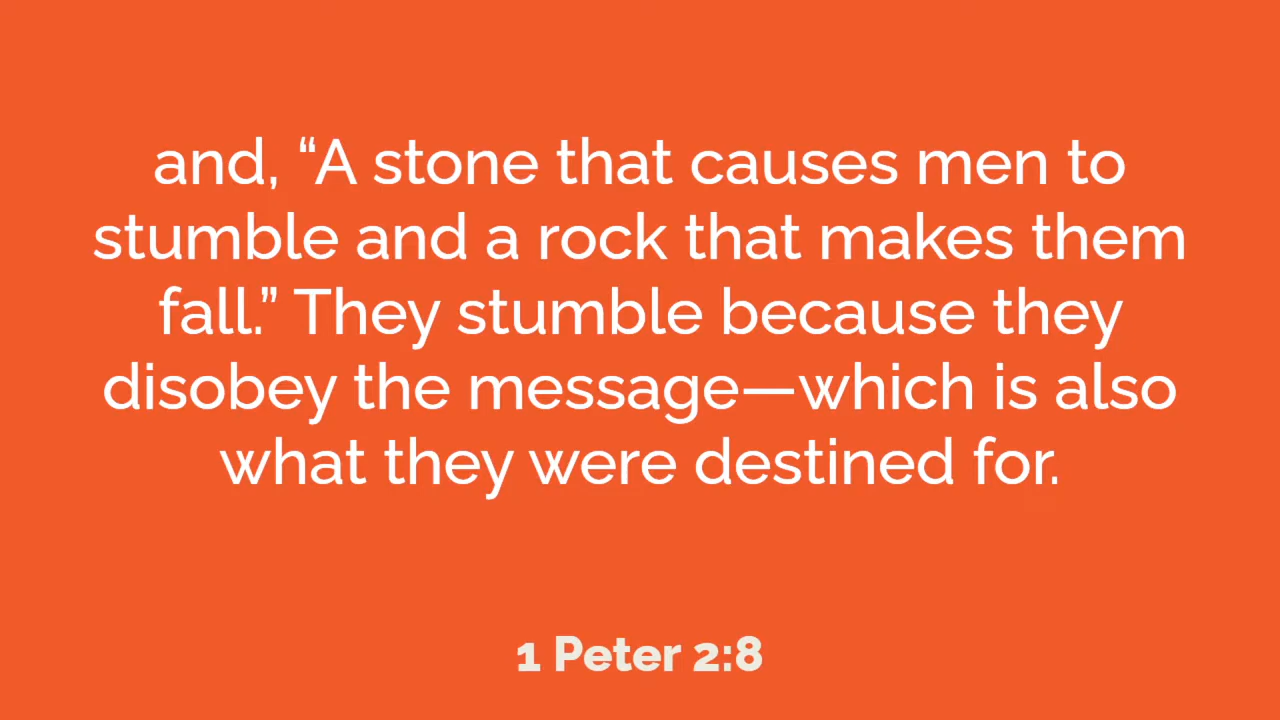 and, “A stone that causes men to
stumble and a rock that makes them
fall.” They stumble because they
disobey the message—which is also
what they were destined for.
1 Peter 2:8